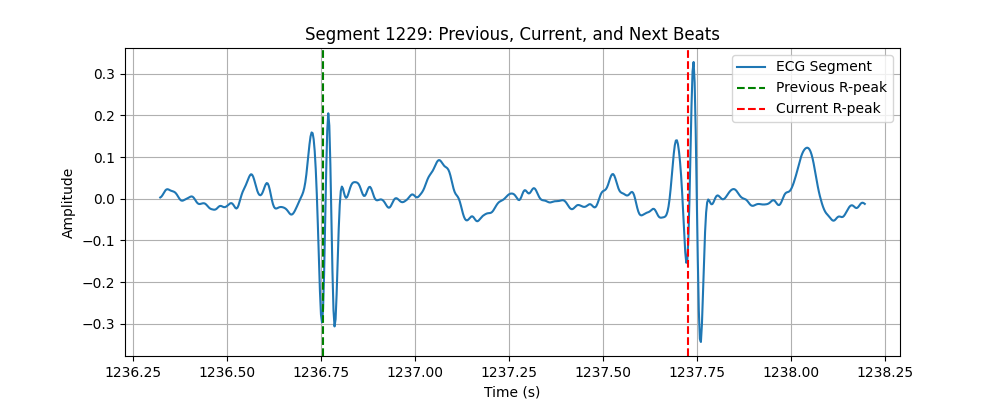 Segment 1229: Previous, Current, and Next Beats
ECG Segment
Previous R-peak
Current R-peak
Amplitude
0.3
0.2
0.1
0.0
−0.1
−0.2
−0.3
1236.25 1236.50 1236.75 1237.00 1237.25 1237.50 1237.75 1238.00 1238.25
Time (s)